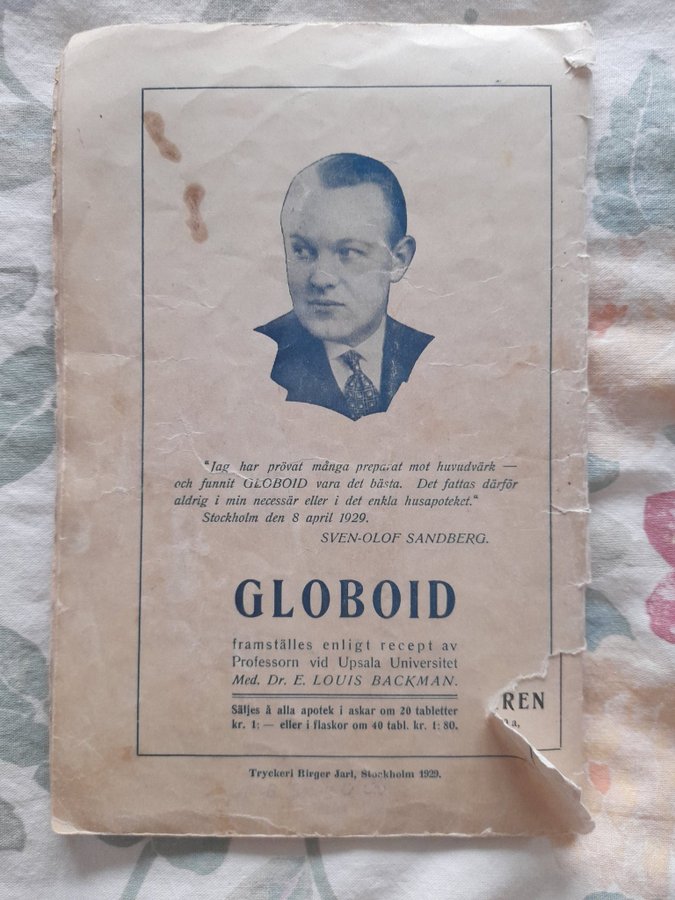 "Jag har prövat många preparat mot huvudvärk —
och funnit GLOBOID vara det bästa. Det fattas därför
aldrig i min necessär eller i det enkla husapoteket."
Stockholm den 8 april 1929.
SVEN-OLOF SANDBERG.
GLOBOID
framställes enligt recept av
Professorn vid Upsala Universitet
Med. Dr. E. LOUIS BACKMAN.
Säljes å alla apotek i askar om 20 tabletter
kr. 1: — eller i flaskor om 40 tabl. kr. 1: 80.
REN
a,
Tryckeri Birger Jarl, Stockholm 1929.